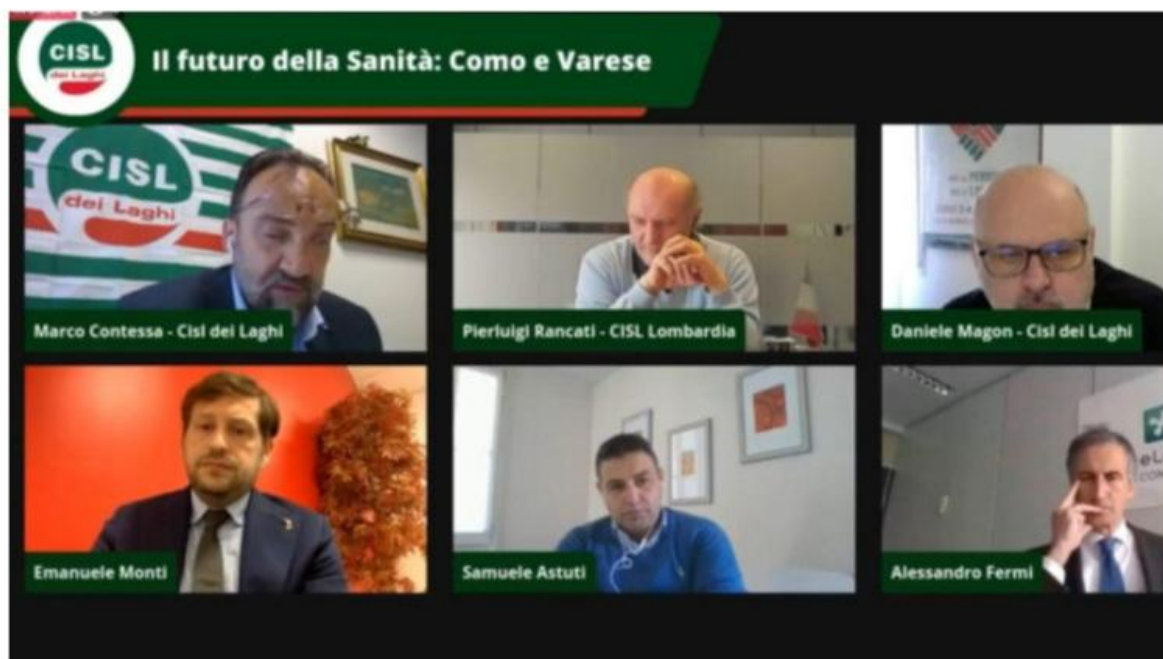 CISL
dei Laghi
Il futuro della Sanità: Como e Varese
CISL
dei Laghi
Marco Contessa - Cisl dei Laghi
Pierluigi Rancati - CISL Lombardia
Daniele Magon - Cisl dei Laghi
Emanuele Monti
Samuele Astuti
Alessandro Fermi